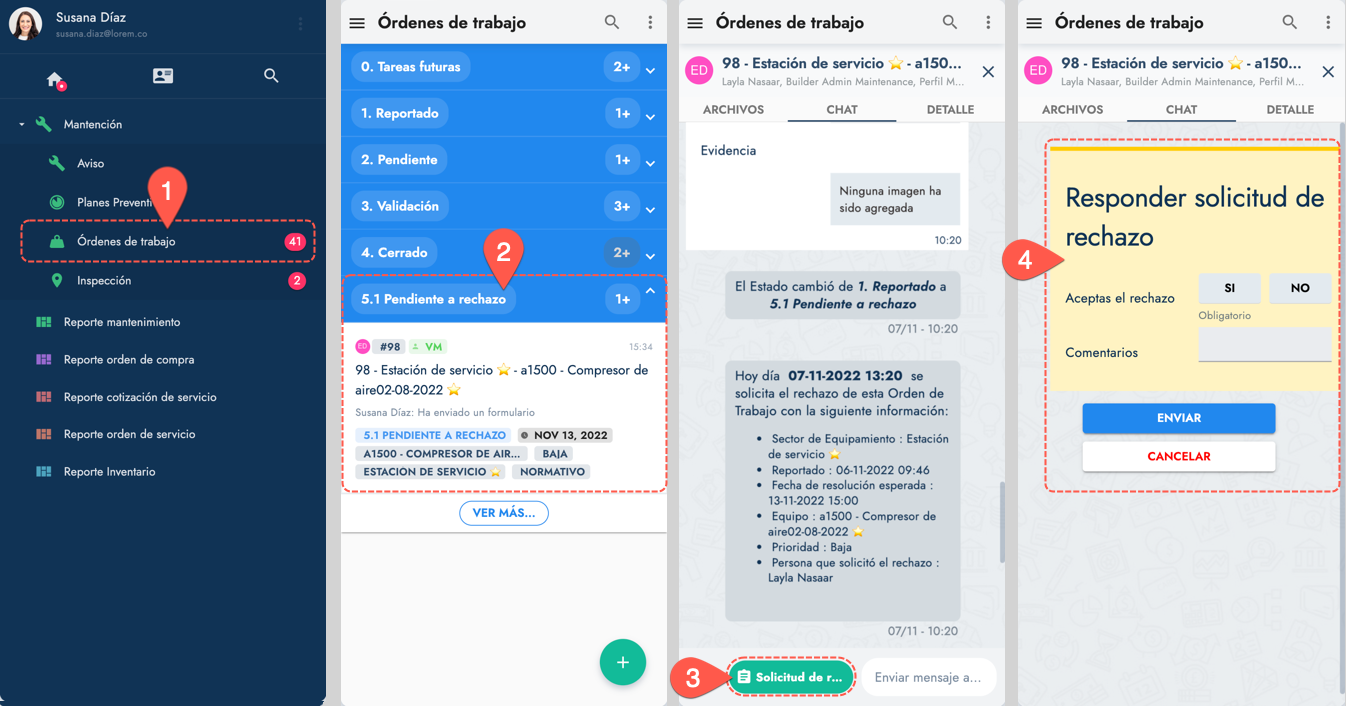 Susana Díaz
susana.diaz@lorem.co
Mantención
Aviso
Planes Preventi
1
Órdenes de trabajo
41
Inspección
2
Reporte mantenimiento
Reporte orden de compra
Reporte cotización de servicio
Reporte orden de servicio
Reporte Inventario
Órdenes de trabajo
0. Tareas futuras
2+
1. Reportado
1+
2. Pendiente
1+
3. Validación
3+
4. Cerrado
2+
2
5.1 Pendiente a rechazo
1+
ED
#98
VM
15:34
98 - Estación de servicio ⭐ - a1500 - Compresor de
aire02-08-2022 ⭐
Susana Díaz: Ha enviado un formulario
5.1 PENDIENTE A RECHAZO
NOV 13, 2022
A1500 - COMPRESOR DE AIR...
BAJA
ESTACION DE SERVICIO ⭐
NORMATIVO
VER MÁS...
+
Órdenes de trabajo
ED
98 - Estación de servicio ⭐ - a150...
Layla Nasaar, Builder Admin Maintenance, Perfil M...
ARCHIVOS
CHAT
DETALLE
Evidencia
Ninguna imagen ha
sido agregada
10:20
El Estado cambió de 1. Reportado a
5.1 Pendiente a rechazo
07/11 - 10:20
Hoy día 07-11-2022 13:20 se
solicita el rechazo de esta Orden de
Trabajo con la siguiente información:
• Sector de Equipamiento : Estación
de servicio ⭐
• Reportado : 06-11-2022 09:46
• Fecha de resolución esperada :
13-11-2022 15:00
• Equipo : a1500 - Compresor de
aire02-08-2022 ⭐
• Prioridad : Baja
• Persona que solicitó el rechazo :
Layla Nasaar
07/11 - 10:20
3
Solicitud de r...
Enviar mensaje a...
Órdenes de trabajo
ED
98 - Estación de servicio ⭐ - a150...
Layla Nasaar, Builder Admin Maintenance, Perfil M...
ARCHIVOS
CHAT
DETALLE
4
Responder solicitud de
rechazo
Aceptas el rechazo
SI
NO
Obligatorio
Comentarios
ENVIAR
CANCELAR